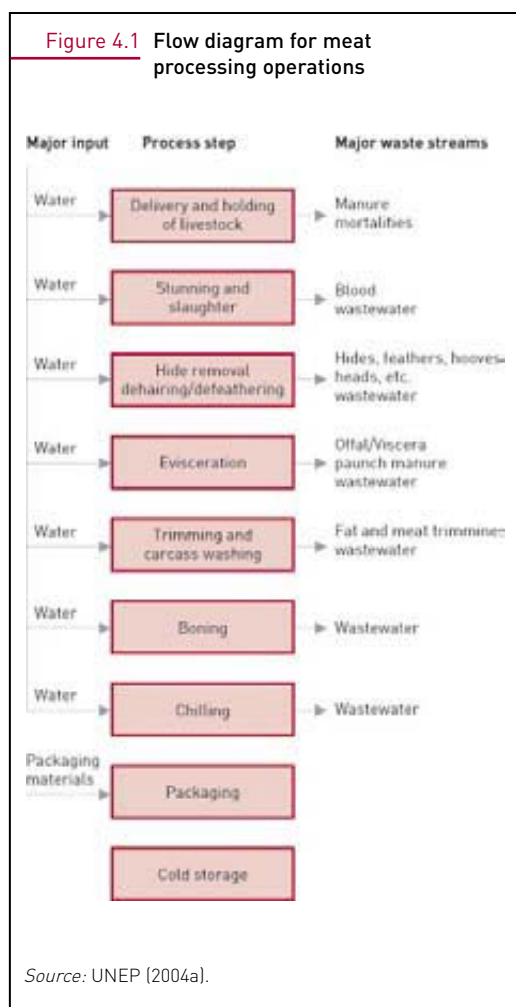 Figure 4.1 Flow diagram for meat
processing operations
Major input Process step Major waste streams
Water Delivery and holding
of livestock Manure
mortalities
Water Stunning and
slaughter Blood
wastewater
Water Hide removal
dehairing/defeathering Hides, feathers, hooves
heads, etc.
wastewater
Water Evisceration Offal/Viscera
paunch manure
wastewater
Water Trimming and
carcass washing Fat and meat
wastewater
Water Boning Wastewater
Water Chilling Wastewater
Packaging
materials Packaging
Cold storage
Source: UNEP (2004a).